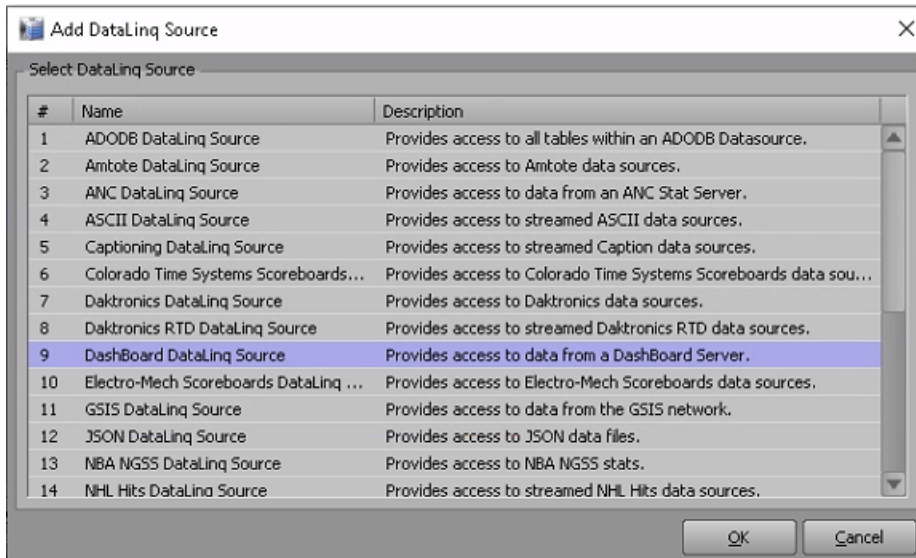 Add DataLinq Source
Select DataLinq Source
# Name Description
1 ADODB DataLinq Source Provides access to all tables within an ADODB Datasource.
2 Amtote DataLinq Source Provides access to Amtote data sources.
3 ANC DataLinq Source Provides access to data from an ANC Stat Server.
4 ASCII DataLinq Source Provides access to streamed ASCII data sources.
5 Captioning DataLinq Source Provides access to streamed Caption data sources.
6 Colorado Time Systems Scoreboards... Provides access to Colorado Time Systems Scoreboards data sou...
7 Daktronics DataLinq Source Provides access to Daktronics data sources.
8 Daktronics RTD DataLinq Source Provides access to streamed Daktronics RTD data sources.
9 DashBoard DataLinq Source Provides access to data from a DashBoard Server.
10 Electro-Mech Scoreboards DataLinq ... Provides access to Electro-Mech Scoreboards data sources.
11 GSIS DataLinq Source Provides access to data from the GSIS network.
12 JSON DataLinq Source Provides access to JSON data files.
13 NBA NGSS DataLinq Source Provides access to NBA NGSS stats.
14 NHL Hits DataLinq Source Provides access to streamed NHL Hits data sources.
OK Cancel